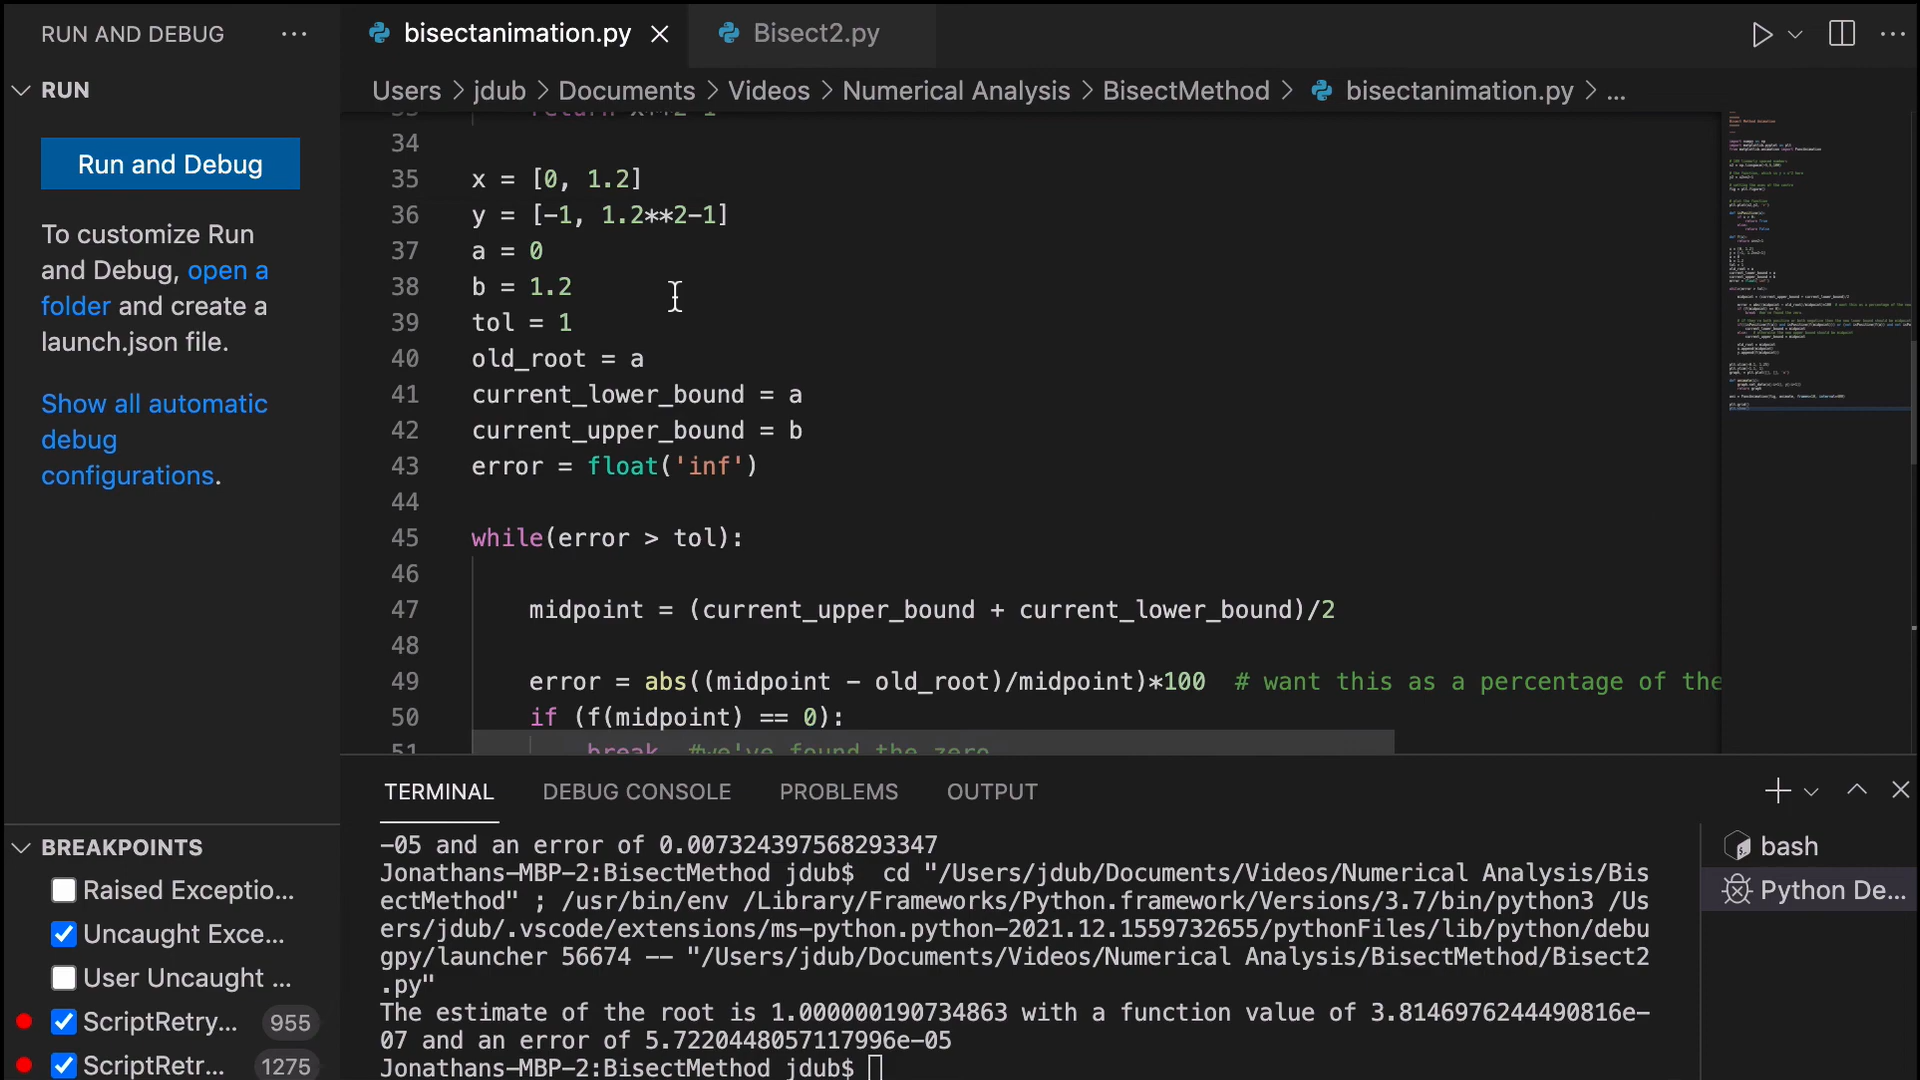 RUN AND DEBUG
bisectanimation.py
Bisect2.py
RUN
Users > jdub > Documents > Videos > Numerical Analysis > BisectMethod > bisectanimation.py > ...
Run and Debug
To customize Run
and Debug, open a
folder and create a
launch.json file.
Show all automatic
debug
configurations.
return x**2-1
34
35 x = [0, 1.2]
36 y = [-1, 1.2**2-1]
37 a = 0
38 b = 1.2
39 tol = 1
40 old_root = a
41 current_lower_bound = a
42 current_upper_bound = b
43 error = float('inf')
44
45 while(error > tol):
46
47 midpoint = (current_upper_bound + current_lower_bound)/2
48
49 error = abs((midpoint - old_root)/midpoint)*100 # want this as a percentage of the
50 if (f(midpoint) == 0):
51 break #we've found the zero
TERMINAL DEBUG CONSOLE PROBLEMS OUTPUT
-05 and an error of 0.007324397568293347
Jonathans-MBP-2:BisectMethod jdub$ cd "/Users/jdub/Documents/Videos/Numerical Analysis/Bis
ectMethod" ; /usr/bin/env /Library/Frameworks/Python.framework/Versions/3.7/bin/python3 /Us
ers/jdub/.vscode/extensions/ms-python.python-2021.12.1559732655/pythonFiles/lib/python/debu
gpy/launcher 56674 -- "/Users/jdub/Documents/Videos/Numerical Analysis/BisectMethod/Bisect2
.py"
The estimate of the root is 1.000000190734863 with a function value of 3.8146976244490816e-
07 and an error of 5.7220448057117996e-05
Jonathans-MBP-2:BisectMethod jdub$
bash
Python De...
BREAKPOINTS
Raised Exceptio...
Uncaught Exce...
User Uncaught ...
ScriptRetry... 955
ScriptRetr... 1275